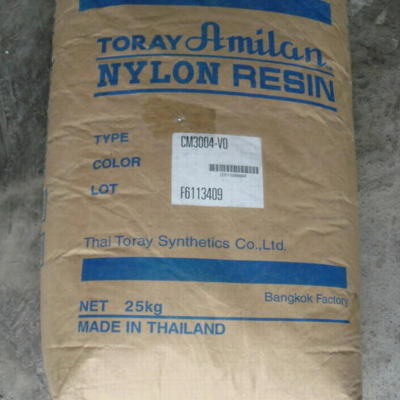 TORAY Amilan
NYLON RESIN
TYPE CM3004-V0
COLOR
LOT F6113409
Thai Toray Synthetics Co.,Ltd.
Bangkok Factory
NET 25kg
MADE IN THAILAND